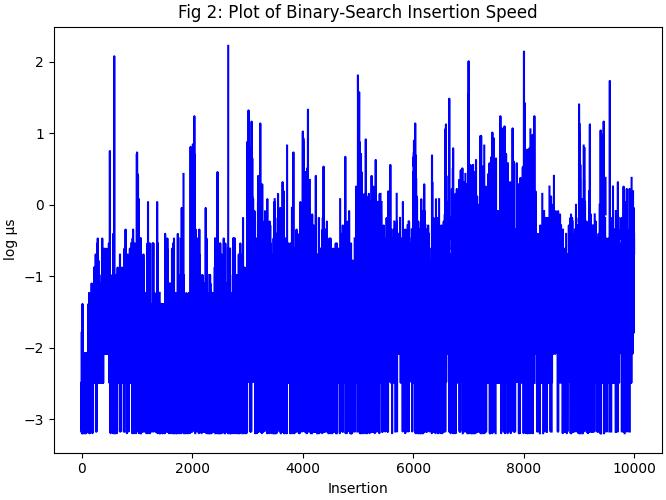 Fig 2: Plot of Binary-Search Insertion Speed
log µs
2
1
0
−1
−2
−3
0 2000 4000 6000 8000 10000
Insertion